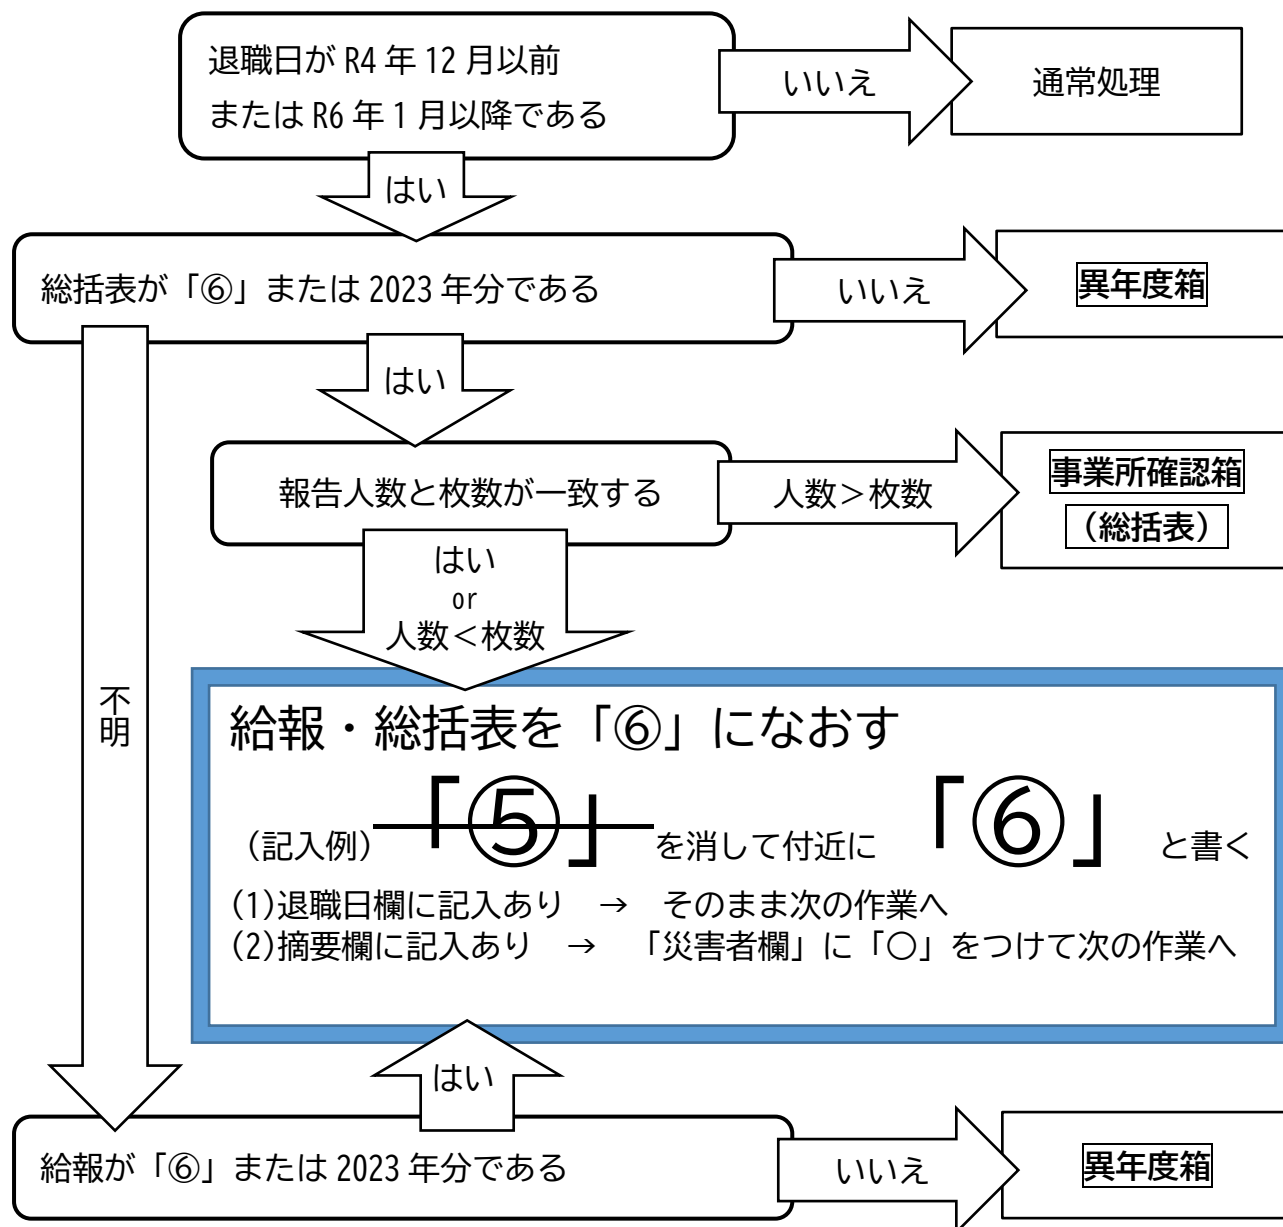 退職日が R4 年 12 月以前
または R6 年 1 月以降である
いいえ
通常処理
はい
総括表が「⑥」または 2023 年分である
いいえ
異年度箱
はい
報告人数と枚数が一致する
人数＞枚数
事業所確認箱
（総括表）
はい
or
人数＜枚数
不明
給報・総括表を「⑥」になおす
(記入例)「⑤」を消して付近に「⑥」と書く
(1)退職日欄に記入あり　→　そのまま次の作業へ
(2)摘要欄に記入あり　→　「災害者欄」に「○」をつけて次の作業へ
はい
給報が「⑥」または 2023 年分である
いいえ
異年度箱